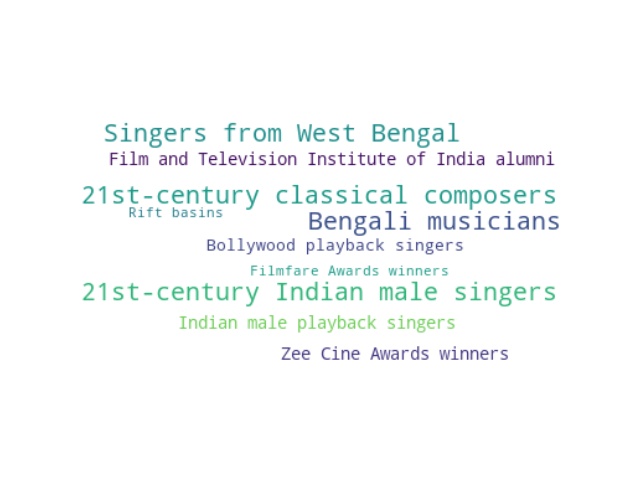 Singers from West Bengal
Film and Television Institute of India alumni
21st-century classical composers
Rift basins
Bengali musicians
Bollywood playback singers
Filmfare Awards winners
21st-century Indian male singers
Indian male playback singers
Zee Cine Awards winners